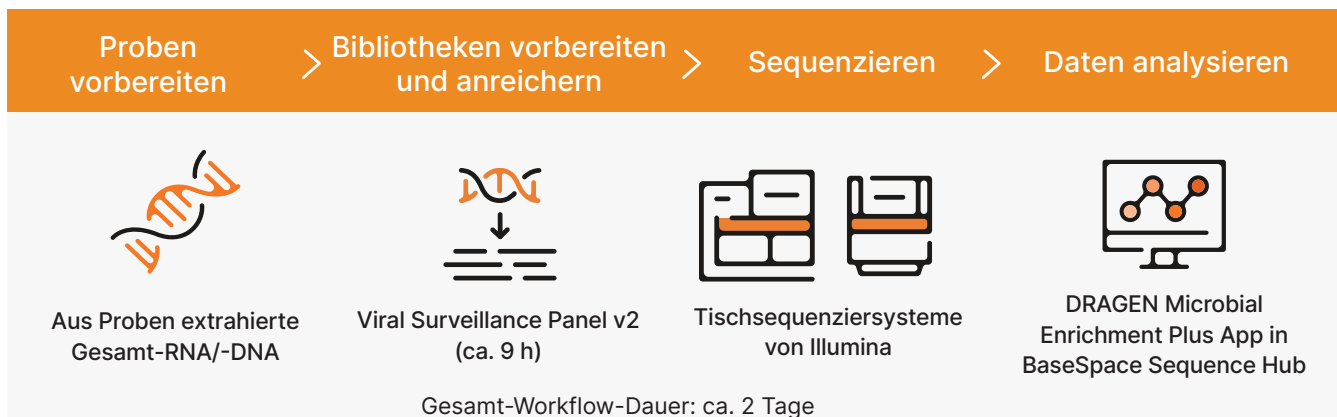 Proben
vorbereiten
Bibliotheken vorbereiten
und anreichern
Sequenzieren
Daten analysieren
Aus Proben extrahierte
Gesamt-RNA/-DNA
Viral Surveillance Panel v2
(ca. 9 h)
Tischsequenziersysteme
von Illumina
DRAGEN Microbial
Enrichment Plus App in
BaseSpace Sequence Hub
Gesamt-Workflow-Dauer: ca. 2 Tage